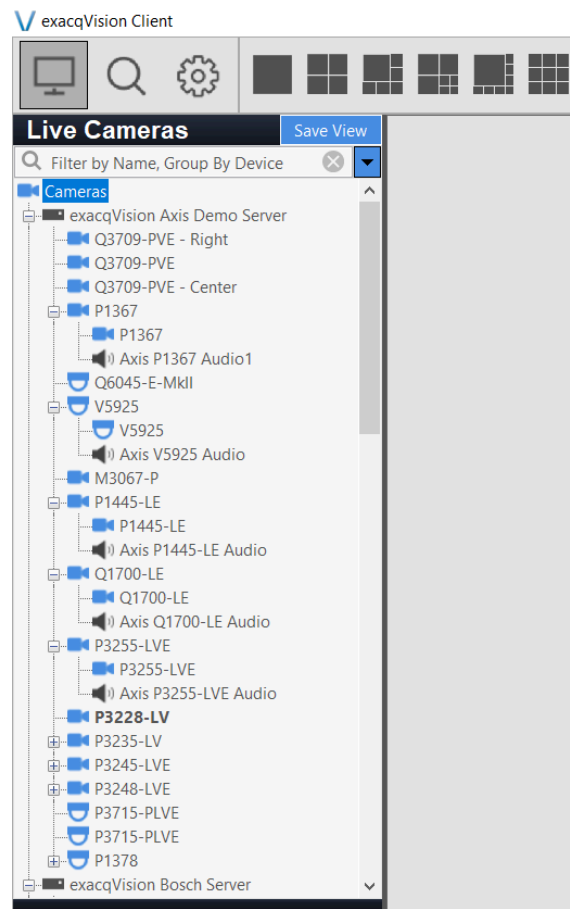 exacqVision Client
Live Cameras
Save View
Filter by Name, Group By Device
Cameras
exacqVision Axis Demo Server
Q3709-PVE - Right
Q3709-PVE
Q3709-PVE - Center
P1367
P1367
Axis P1367 Audio1
Q6045-E-MkII
V5925
V5925
Axis V5925 Audio
M3067-P
P1445-LE
P1445-LE
Axis P1445-LE Audio
Q1700-LE
Q1700-LE
Axis Q1700-LE Audio
P3255-LVE
P3255-LVE
Axis P3255-LVE Audio
P3228-LV
P3235-LV
P3245-LVE
P3248-LVE
P3715-PLVE
P3715-PLVE
P1378
exacqVision Bosch Server